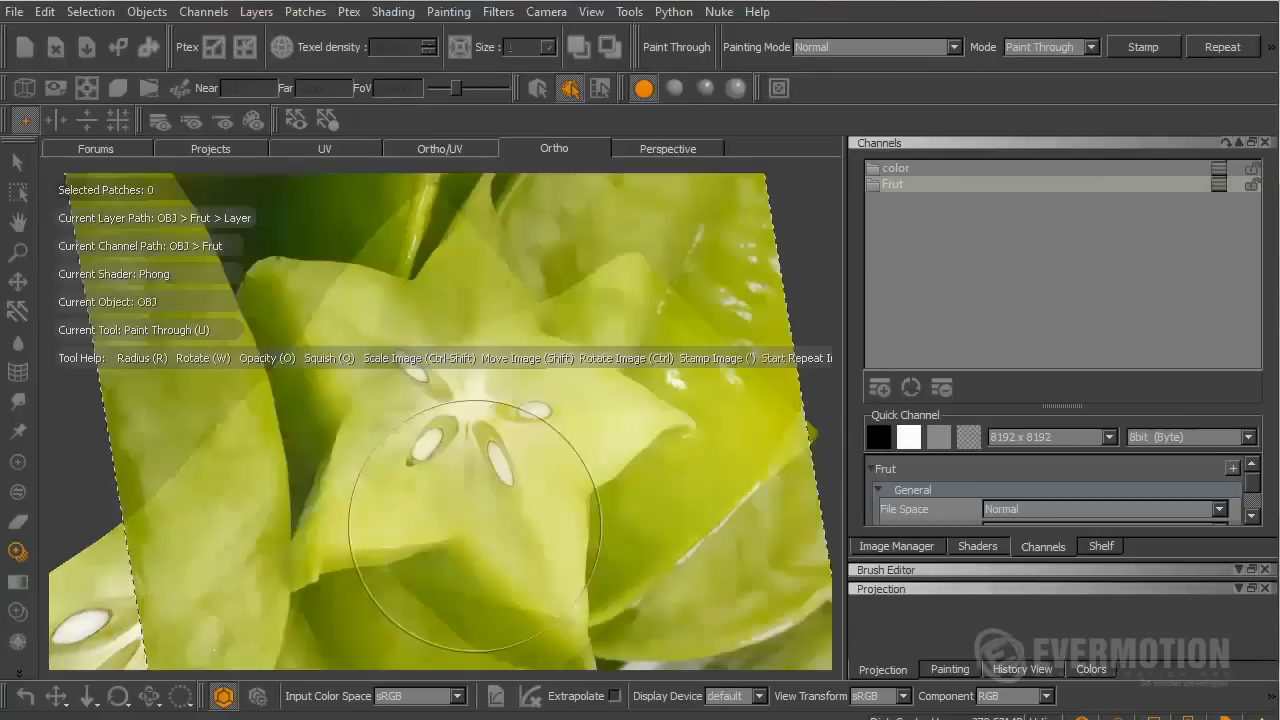 File Edit Selection Objects Channels Layers Patches Ptex Shading Painting Filters Camera View Tools Python Nuke Help
Ptex Texel density : Size : Paint Through Painting Mode Normal Mode Paint Through Stamp Repeat
Near Far FoV
Forums Projects UV Ortho/UV Ortho Perspective
Selected Patches: 0
Current Layer Path: OBJ > Frut > Layer
Current Channel Path: OBJ > Frut
Current Shader: Phong
Current Object: OBJ
Current Tool: Paint Through (U)
Tool Help: Radius (R) Rotate (W) Opacity (O) Squish (Q) Scale Image (Ctrl-Shift) Move Image (Shift) Rotate Image (Ctrl) Stamp Image (') Start Repeat
Channels
color
Frut
Quick Channel
8192 x 8192 8bit (Byte)
Frut
General
File Space Normal
Image Manager Shaders Channels Shelf
Brush Editor
Projection
EVERMOTION
Projection Painting History View Colors
Input Color Space sRGB Extrapolate Display Device default View Transform sRGB Component RGB